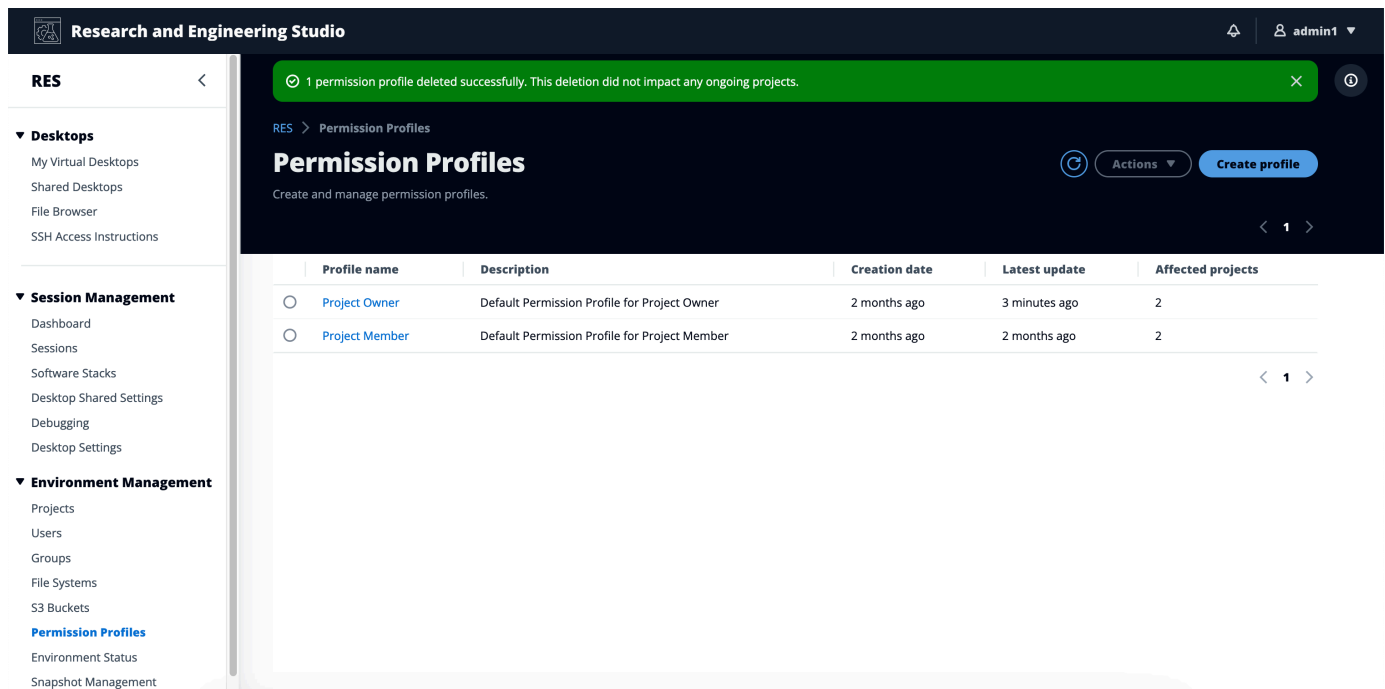 Research and Engineering Studio
admin1
RES
Desktops
My Virtual Desktops
Shared Desktops
File Browser
SSH Access Instructions
Session Management
Dashboard
Sessions
Software Stacks
Desktop Shared Settings
Debugging
Desktop Settings
Environment Management
Projects
Users
Groups
File Systems
S3 Buckets
Permission Profiles
Environment Status
Snapshot Management
1 permission profile deleted successfully. This deletion did not impact any ongoing projects.
RES > Permission Profiles
Permission Profiles
Actions
Create profile
Create and manage permission profiles.
< 1 >
Profile name Description Creation date Latest update Affected projects
Project Owner Default Permission Profile for Project Owner 2 months ago 3 minutes ago 2
Project Member Default Permission Profile for Project Member 2 months ago 2 months ago 2
< 1 >